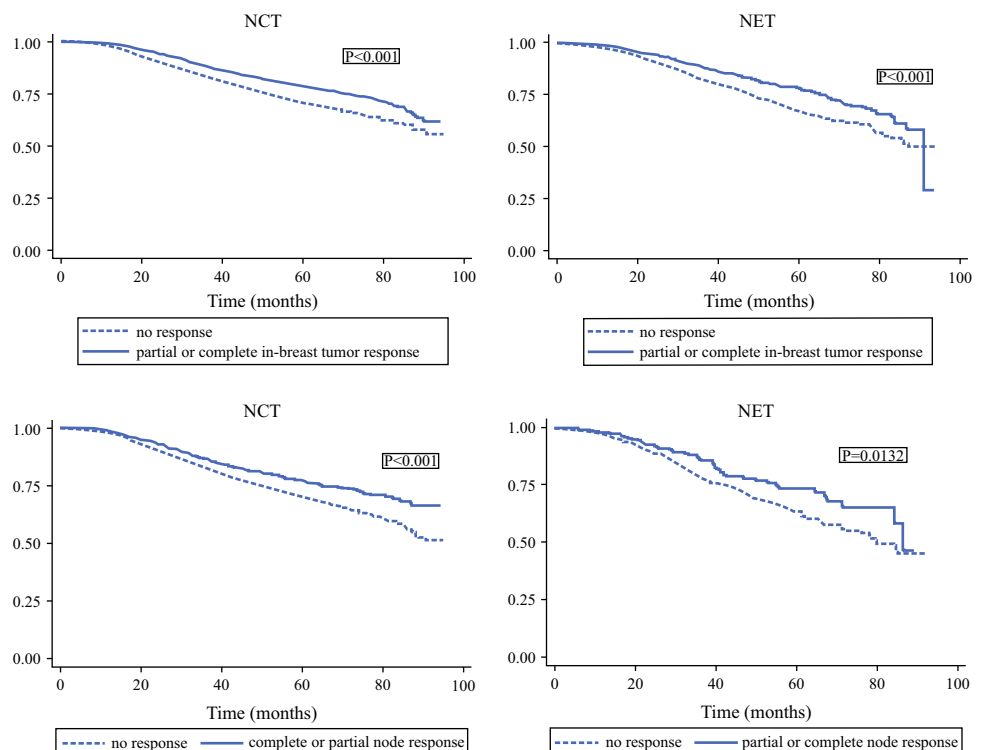 NCT
P<0.001
1.00
0.75
0.50
0.25
0.00
0 20 40 60 80 100
Time (months)
no response
partial or complete in-breast tumor response
NET
P<0.001
1.00
0.75
0.50
0.25
0.00
0 20 40 60 80 100
Time (months)
no response
partial or complete in-breast tumor response
NCT
P<0.001
1.00
0.75
0.50
0.25
0.00
0 20 40 60 80 100
Time (months)
no response complete or partial node response
NET
P=0.0132
1.00
0.75
0.50
0.25
0.00
0 20 40 60 80 100
Time (months)
no response partial or complete node response